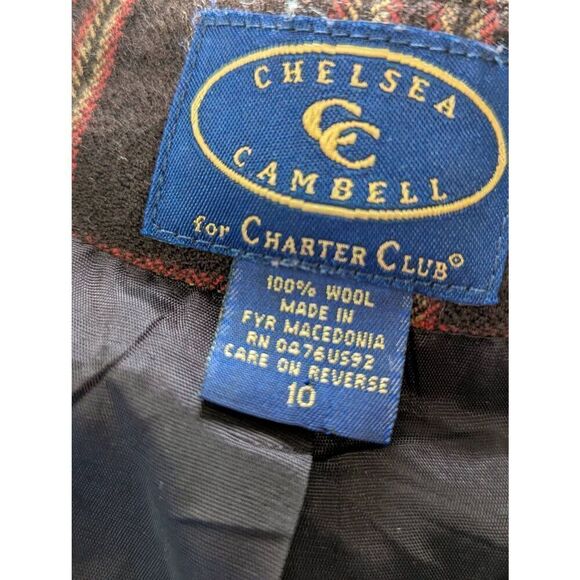 CHELSEA
CC
CAMBELL
for CHARTER CLUB®
100% WOOL
MADE IN
FYR MACEDONIA
RN 0476US92
CARE ON REVERSE
10